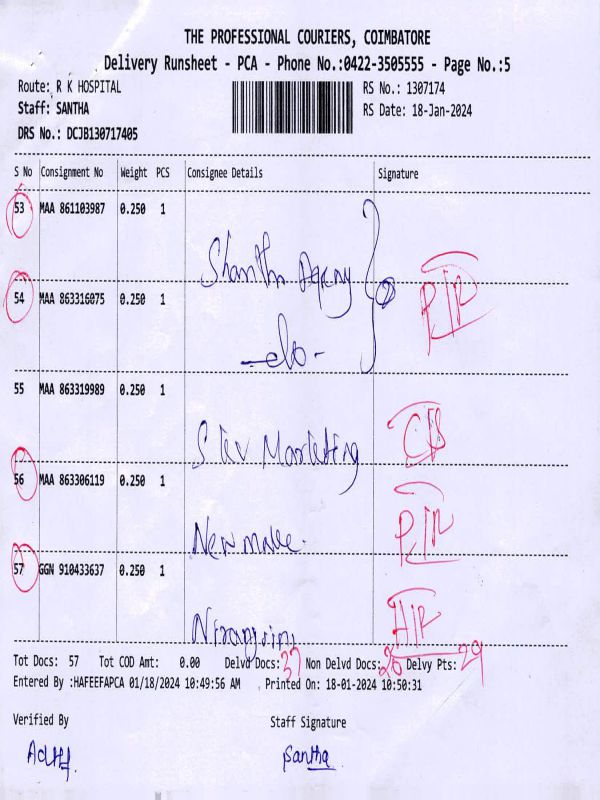 THE PROFESSIONAL COURIERS, COIMBATORE
Delivery Runsheet - PCA - Phone No.:0422-3505555 - Page No.:5
Route: R K HOSPITAL RS No.: 1307174
Staff: SANTHA RS Date: 18-Jan-2024
DRS No.: DCJB130717405
S No Consignment No Weight PCS Consignee Details Signature
53 MAA 861103987 0.250 1
Shantha Agency
54 MAA 863316075 0.250 1
-do-
55 MAA 863319989 0.250 1
Marketing
56 MAA 863306119 0.250 1
57 GGN 910433637 0.250 1
Tot Docs: 57 Tot COD Amt: 0.00 Delvd Docs: 37 Non Delvd Docs: 20 Delvy Pts: 29
Entered By :HAFEEFAPCA 01/18/2024 10:49:56 AM Printed On: 18-01-2024 10:50:31
Verified By Staff Signature
Santha